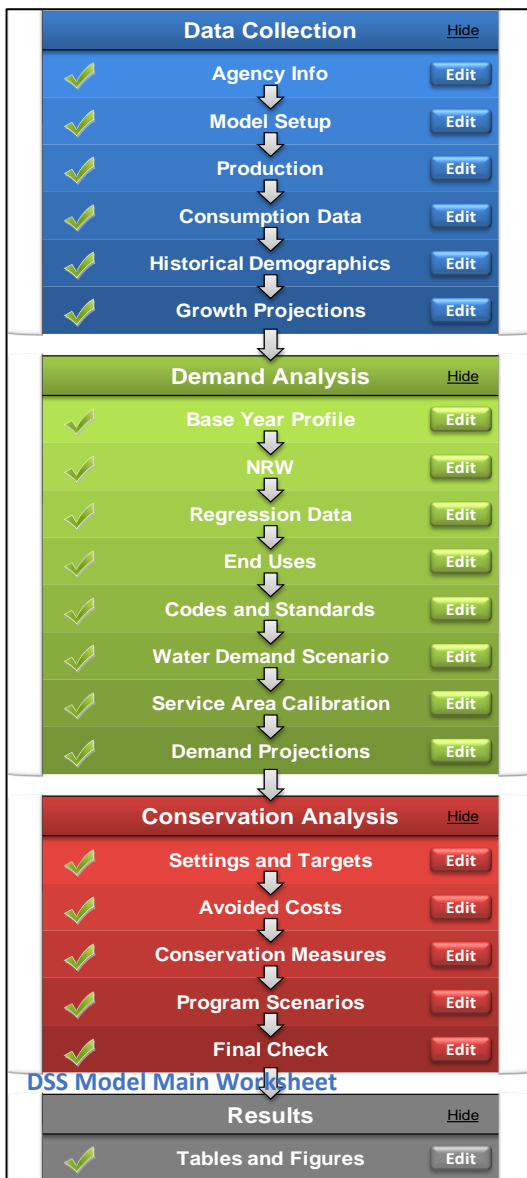 Data Collection Hide
Agency Info Edit
Model Setup Edit
Production Edit
Consumption Data Edit
Historical Demographics Edit
Growth Projections Edit
Demand Analysis Hide
Base Year Profile Edit
NRW Edit
Regression Data Edit
End Uses Edit
Codes and Standards Edit
Water Demand Scenario Edit
Service Area Calibration Edit
Demand Projections Edit
Conservation Analysis Hide
Settings and Targets Edit
Avoided Costs Edit
Conservation Measures Edit
Program Scenarios Edit
Final Check Edit
DSS Model Main Worksheet
Results Hide
Tables and Figures Edit